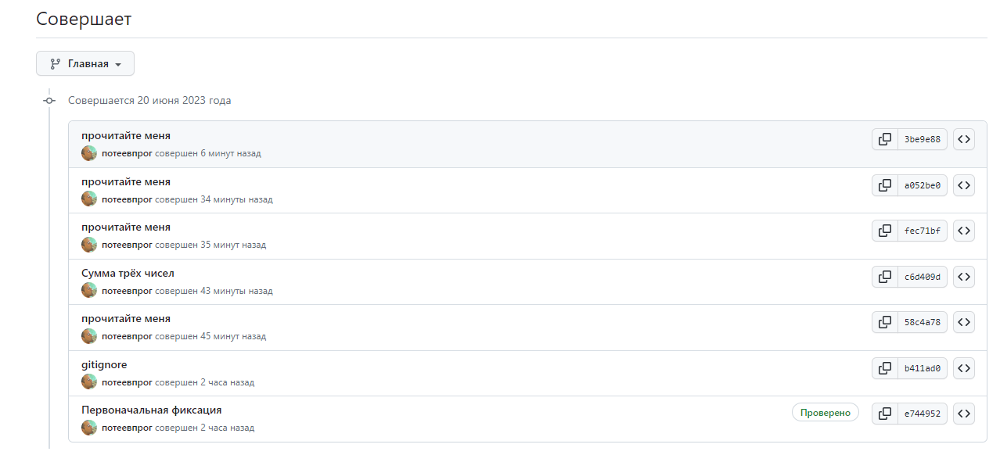 Совершает
Главная
Совершается 20 июня 2023 года
прочитайте меня
потеевпрог совершен 6 минут назад
3be9e88
прочитайте меня
потеевпрог совершен 34 минуты назад
a052be0
прочитайте меня
потеевпрог совершен 35 минут назад
fec71bf
Сумма трёх чисел
потеевпрог совершен 43 минуты назад
c6d409d
прочитайте меня
потеевпрог совершен 45 минут назад
58c4a78
gitignore
потеевпрог совершен 2 часа назад
b411ad0
Первоначальная фиксация
потеевпрог совершен 2 часа назад
Проверено
e744952